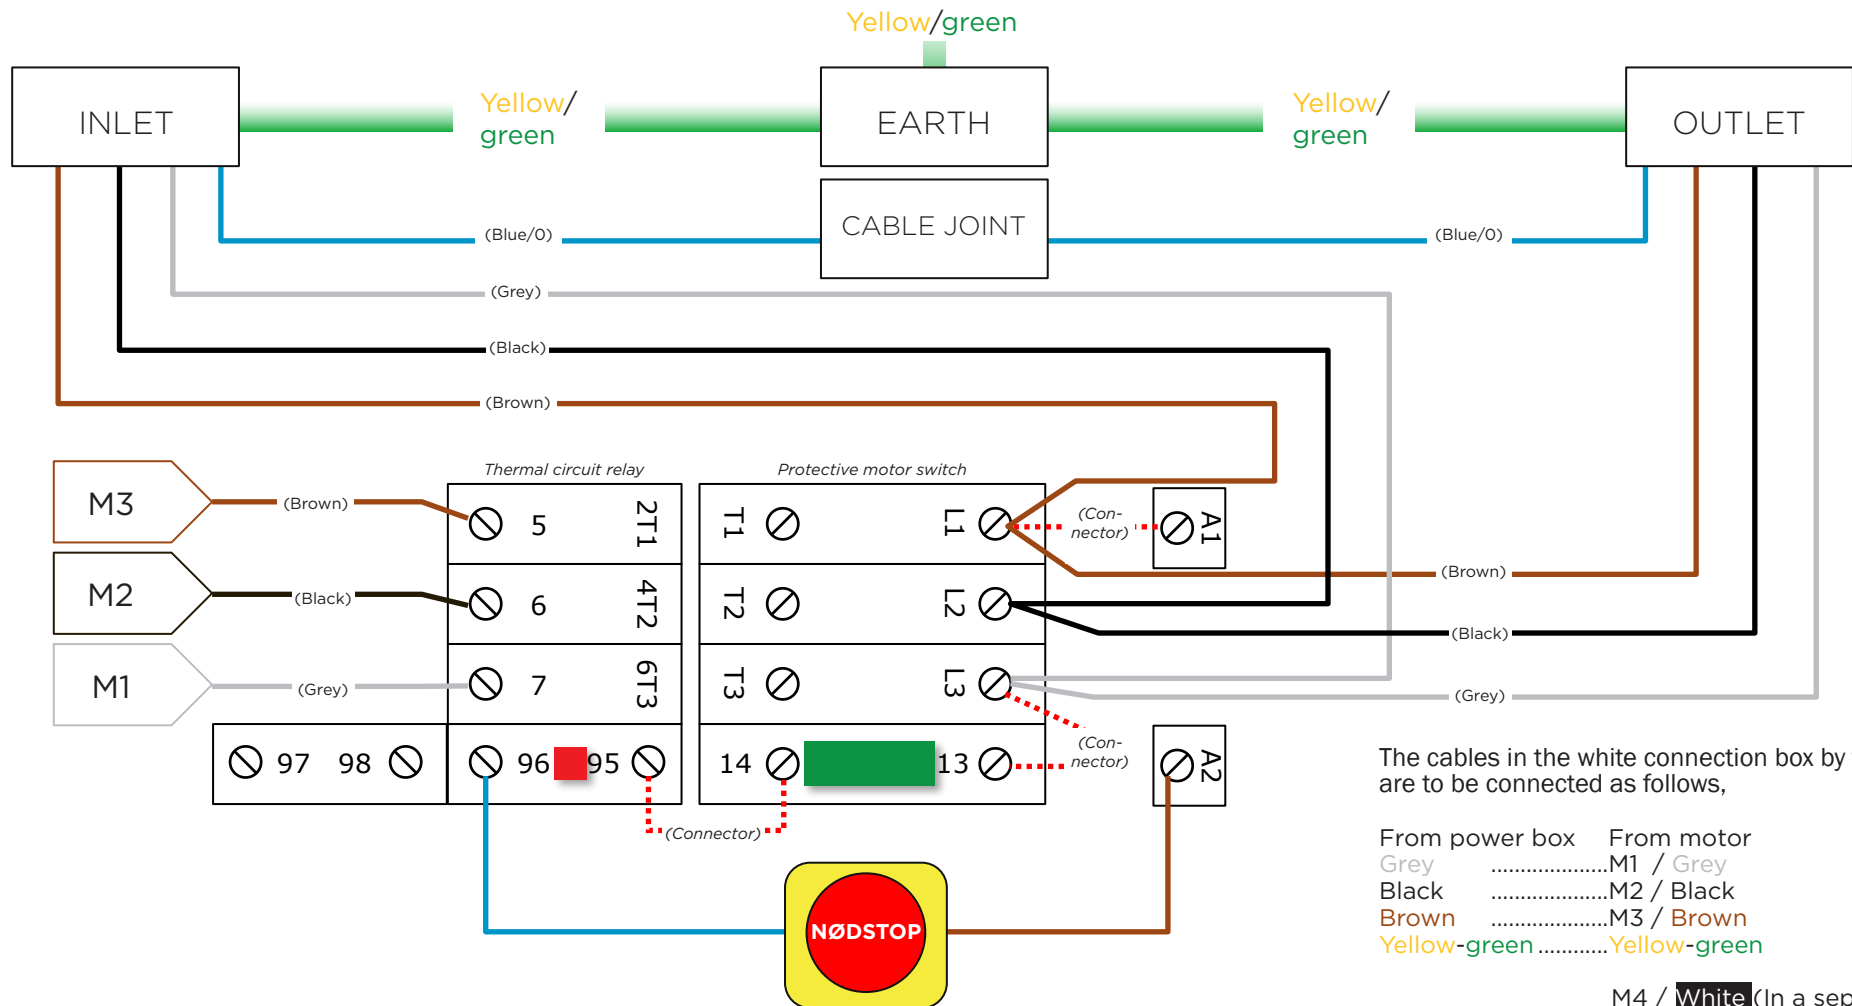 Yellow/green
INLET
Yellow/
green
EARTH
Yellow/
green
OUTLET
CABLE JOINT
(Blue/0)
(Blue/0)
(Grey)
(Black)
(Brown)
Thermal circuit relay
Protective motor switch
M3
(Brown)
5
2T1
T1
L1
(Con-
nector)
A1
(Brown)
M2
(Black)
6
4T2
T2
L2
(Black)
M1
(Grey)
7
6T3
T3
L3
(Grey)
97 98
96 95
14 13
(Con-
nector)
A2
(Connector)
NØDSTOP
The cables in the white connection box by
are to be connected as follows,
From power box From motor
Grey ....................M1 / Grey
Black ....................M2 / Black
Brown ....................M3 / Brown
Yellow-green ............Yellow-green
M4 / White (In a sep